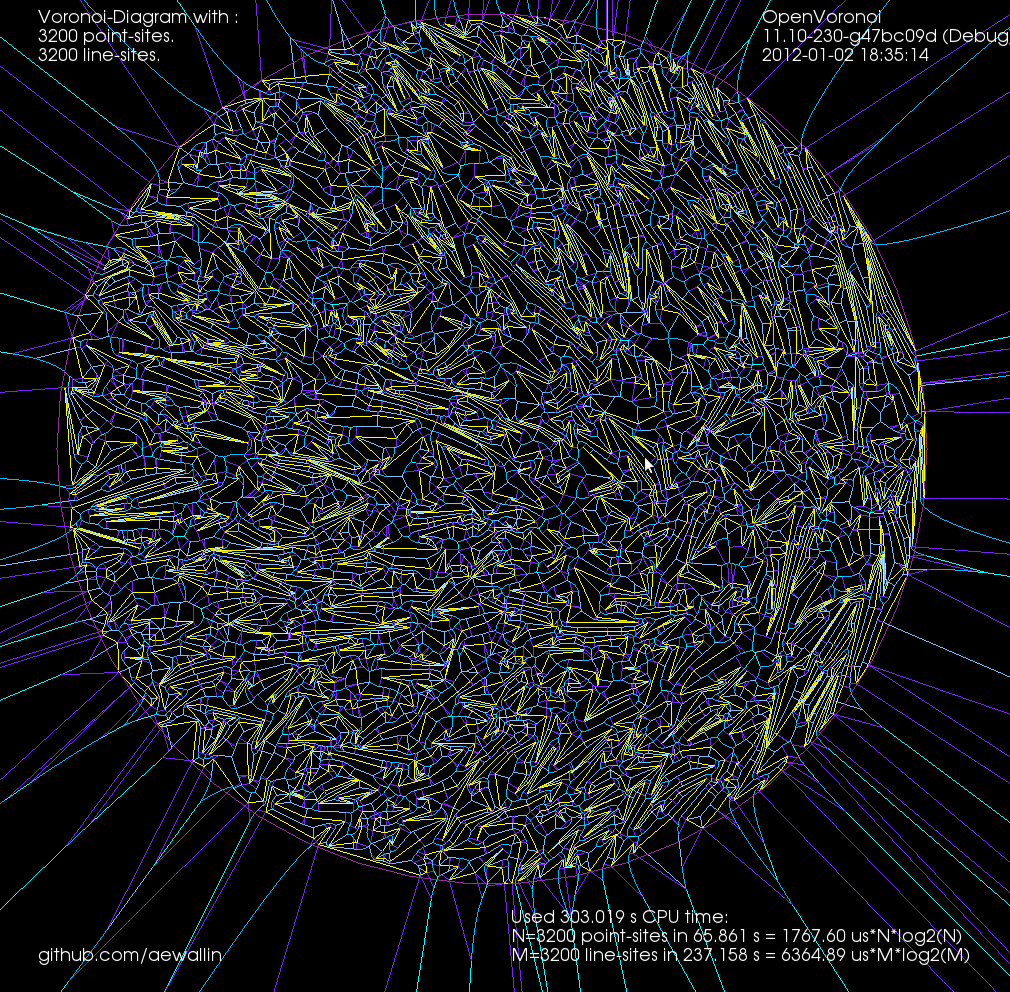 Voronoi-Diagram with :
3200 point-sites.
3200 line-sites.
OpenVoronoi
11.10-230-g47bc09d (Debug
2012-01-02 18:35:14
Used 303.019 s CPU time:
N=3200 point-sites in 65.861 s = 1767.60 us*N*log2(N)
M=3200 line-sites in 237.158 s = 6364.89 us*M*log2(M)
github.com/aewallin